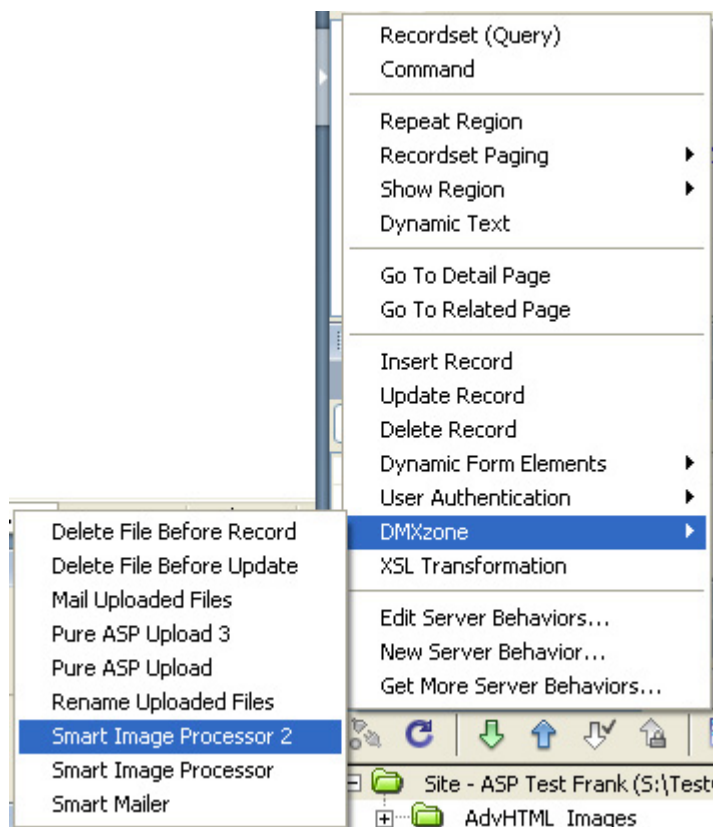 Recordset (Query)
Command
Repeat Region
Recordset Paging
Show Region
Dynamic Text
Go To Detail Page
Go To Related Page
Insert Record
Update Record
Delete Record
Dynamic Form Elements
User Authentication
DMXzone
XSL Transformation
Edit Server Behaviors...
New Server Behavior...
Get More Server Behaviors...
Delete File Before Record
Delete File Before Update
Mail Uploaded Files
Pure ASP Upload 3
Pure ASP Upload
Rename Uploaded Files
Smart Image Processor 2
Smart Image Processor
Smart Mailer
Site - ASP Test Frank (S:\Test
AdvHTML_Images